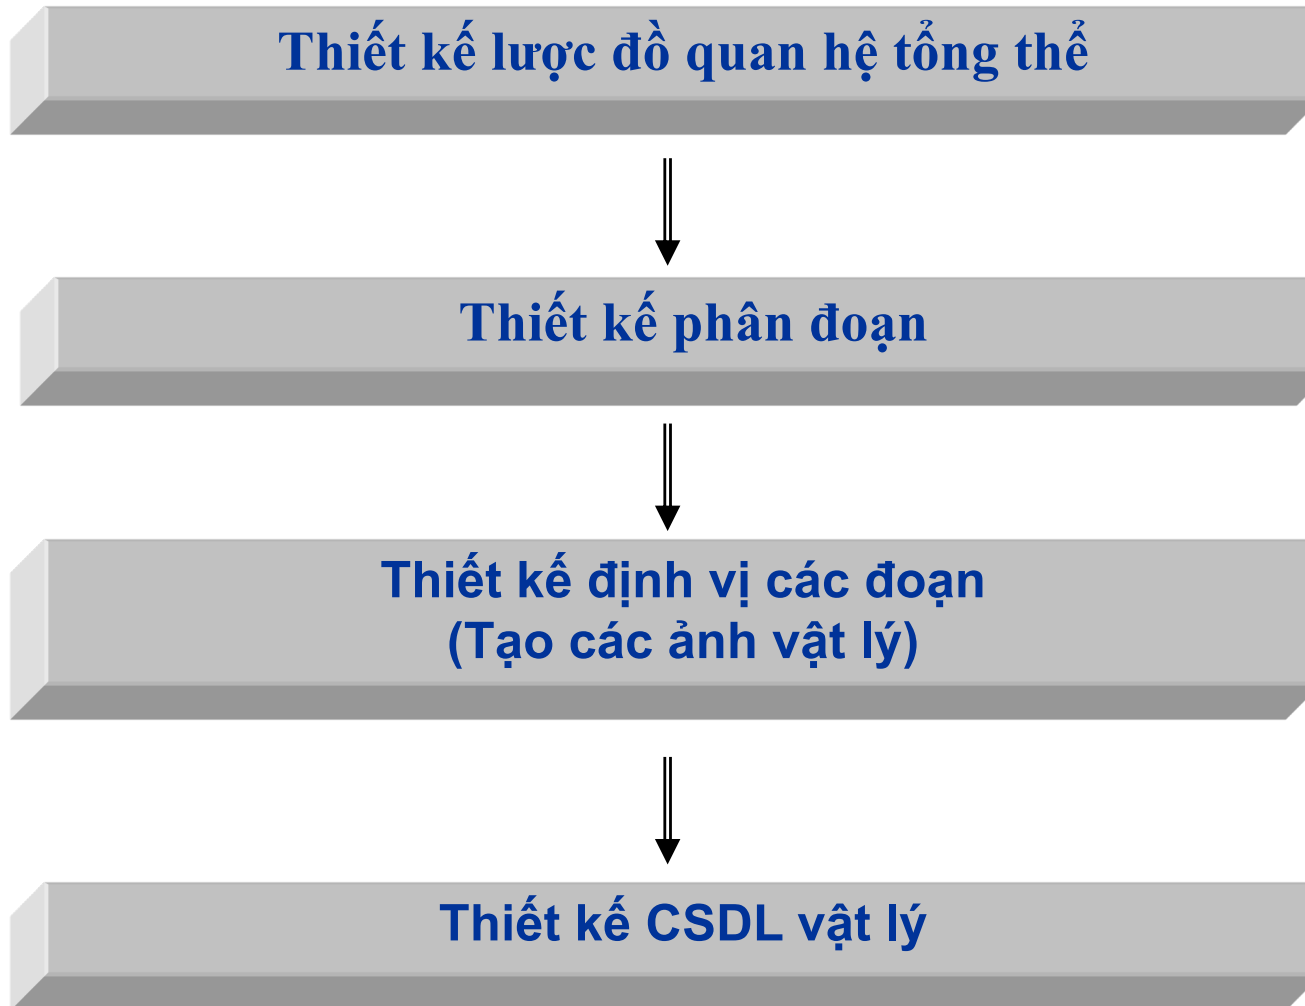 Thiết kế lược đồ quan hệ tổng thể
Thiết kế phân đoạn
Thiết kế định vị các đoạn
(Tạo các ảnh vật lý)
Thiết kế CSDL vật lý